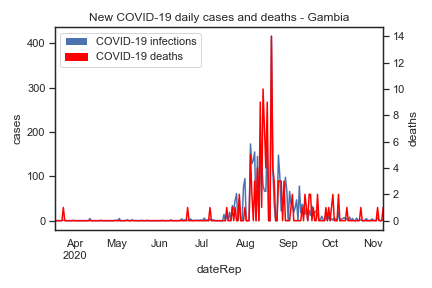 New COVID-19 daily cases and deaths - Gambia
COVID-19 infections
COVID-19 deaths
400
300
200
100
0
cases
14
12
10
8
6
4
2
0
deaths
Apr May Jun Jul Aug Sep Oct Nov
2020
dateRep